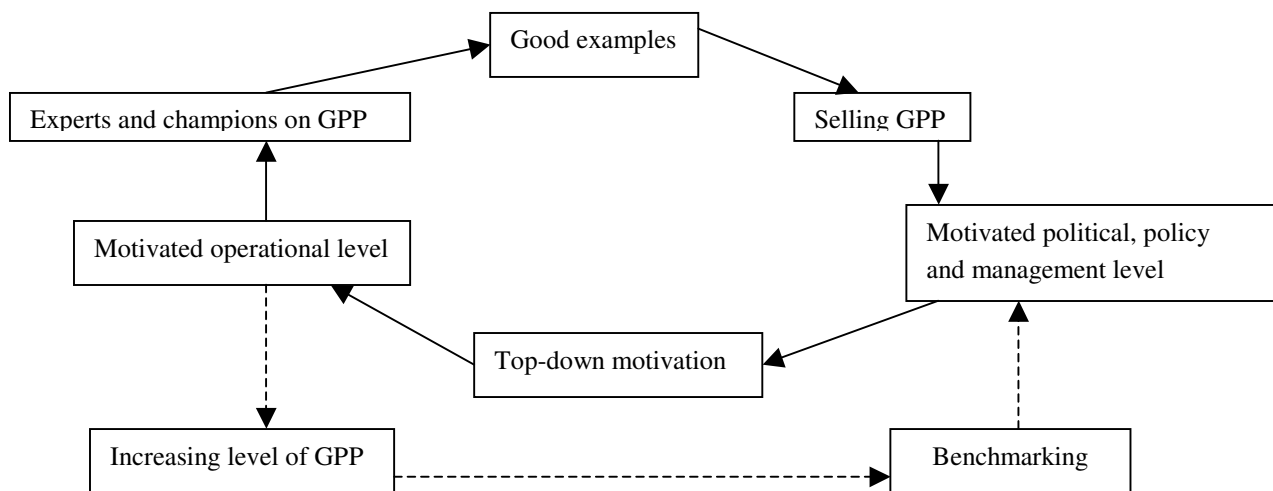 Good examples
Experts and champions on GPP
Selling GPP
Motivated operational level
Motivated political, policy
and management level
Top-down motivation
Increasing level of GPP
Benchmarking